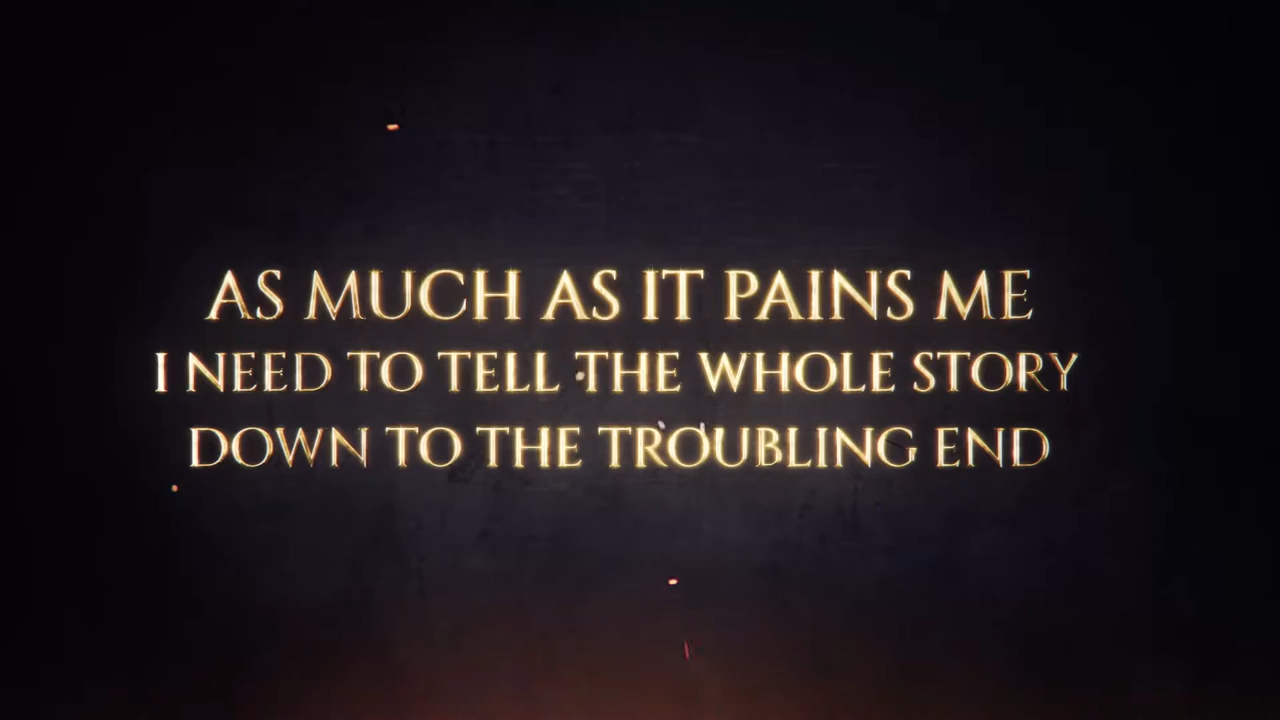 AS MUCH AS IT PAINS ME
I NEED TO TELL THE WHOLE STORY
DOWN TO THE TROUBLING END